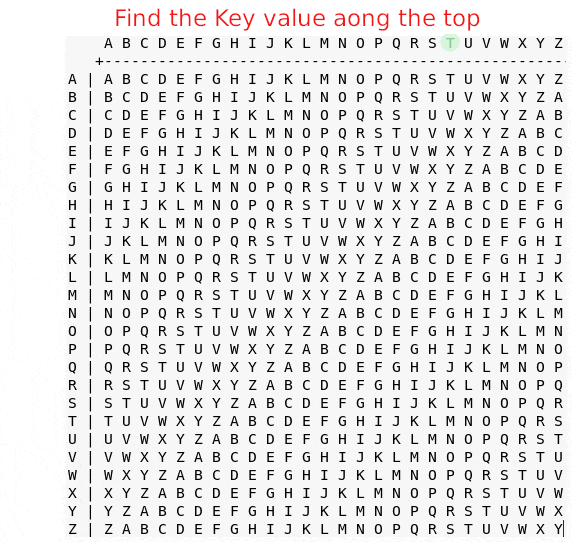 Find the Key value aong the top
A B C D E F G H I J K L M N O P Q R S T U V W X Y Z
+---------------------------------------------------
A | A B C D E F G H I J K L M N O P Q R S T U V W X Y Z
B | B C D E F G H I J K L M N O P Q R S T U V W X Y Z A
C | C D E F G H I J K L M N O P Q R S T U V W X Y Z A B
D | D E F G H I J K L M N O P Q R S T U V W X Y Z A B C
E | E F G H I J K L M N O P Q R S T U V W X Y Z A B C D
F | F G H I J K L M N O P Q R S T U V W X Y Z A B C D E
G | G H I J K L M N O P Q R S T U V W X Y Z A B C D E F
H | H I J K L M N O P Q R S T U V W X Y Z A B C D E F G
I | I J K L M N O P Q R S T U V W X Y Z A B C D E F G H
J | J K L M N O P Q R S T U V W X Y Z A B C D E F G H I
K | K L M N O P Q R S T U V W X Y Z A B C D E F G H I J
L | L M N O P Q R S T U V W X Y Z A B C D E F G H I J K
M | M N O P Q R S T U V W X Y Z A B C D E F G H I J K L
N | N O P Q R S T U V W X Y Z A B C D E F G H I J K L M
O | O P Q R S T U V W X Y Z A B C D E F G H I J K L M N
P | P Q R S T U V W X Y Z A B C D E F G H I J K L M N O
Q | Q R S T U V W X Y Z A B C D E F G H I J K L M N O P
R | R S T U V W X Y Z A B C D E F G H I J K L M N O P Q
S | S T U V W X Y Z A B C D E F G H I J K L M N O P Q R
T | T U V W X Y Z A B C D E F G H I J K L M N O P Q R S
U | U V W X Y Z A B C D E F G H I J K L M N O P Q R S T
V | V W X Y Z A B C D E F G H I J K L M N O P Q R S T U
W | W X Y Z A B C D E F G H I J K L M N O P Q R S T U V
X | X Y Z A B C D E F G H I J K L M N O P Q R S T U V W
Y | Y Z A B C D E F G H I J K L M N O P Q R S T U V W X
Z | Z A B C D E F G H I J K L M N O P Q R S T U V W X Y